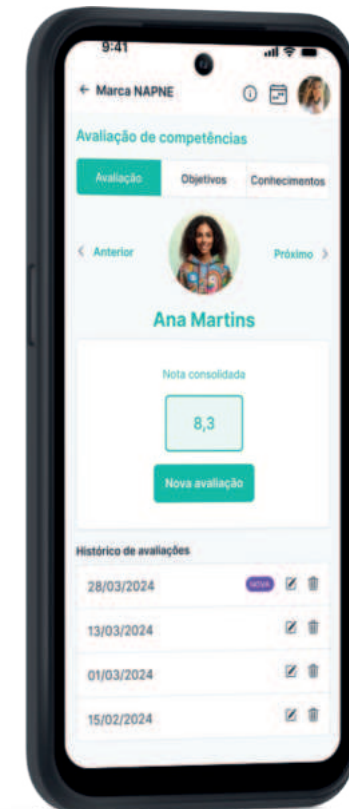 9:41
← Marca NAPNE
Avaliação de competências
Avaliação Objetivos Conhecimentos
< Anterior Próximo >
Ana Martins
Nota consolidada
8,3
Nova avaliação
Histórico de avaliações
28/03/2024 NOVA
13/03/2024
01/03/2024
15/02/2024